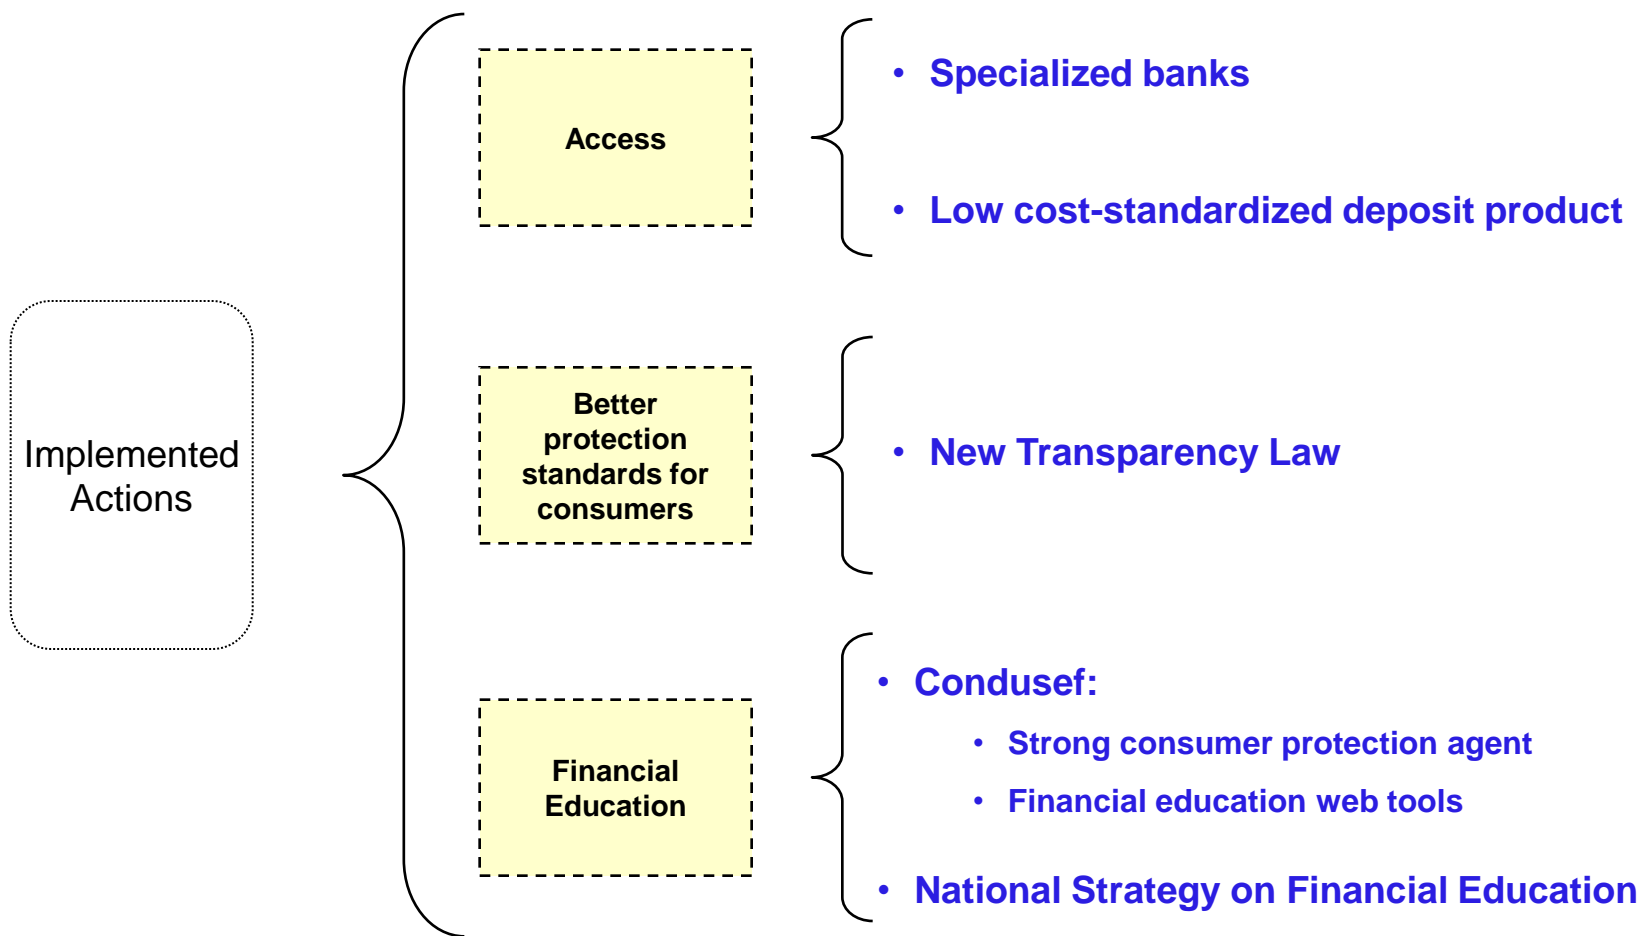 Implemented
Actions
Access
• Specialized banks
• Low cost-standardized deposit product
Better
protection
standards for
consumers
• New Transparency Law
Financial
Education
• Condusef:
• Strong consumer protection agent
• Financial education web tools
• National Strategy on Financial Education